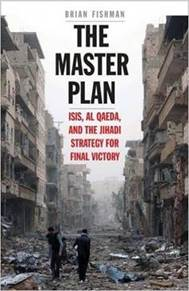 BRIAN FISHMAN
THE
MASTER
PLAN
ISIS, AL QAEDA,
AND THE JIHADI
STRATEGY FOR
FINAL VICTORY